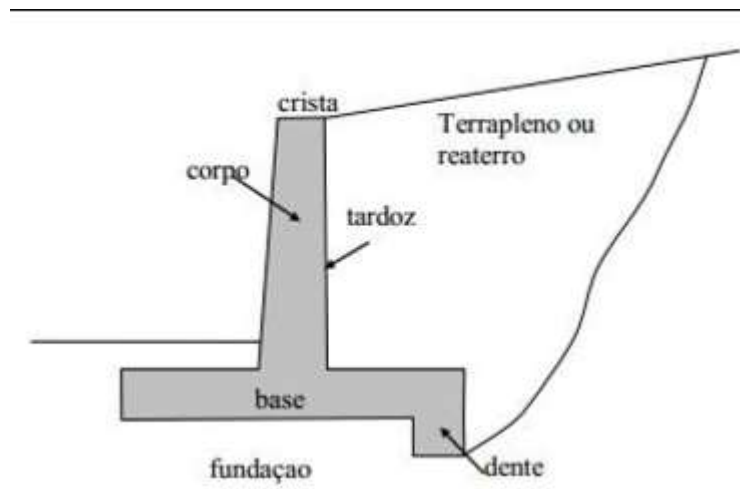 crista
Terrapleno ou
reaterro
corpo
tardoz
base
fundaçao
dente